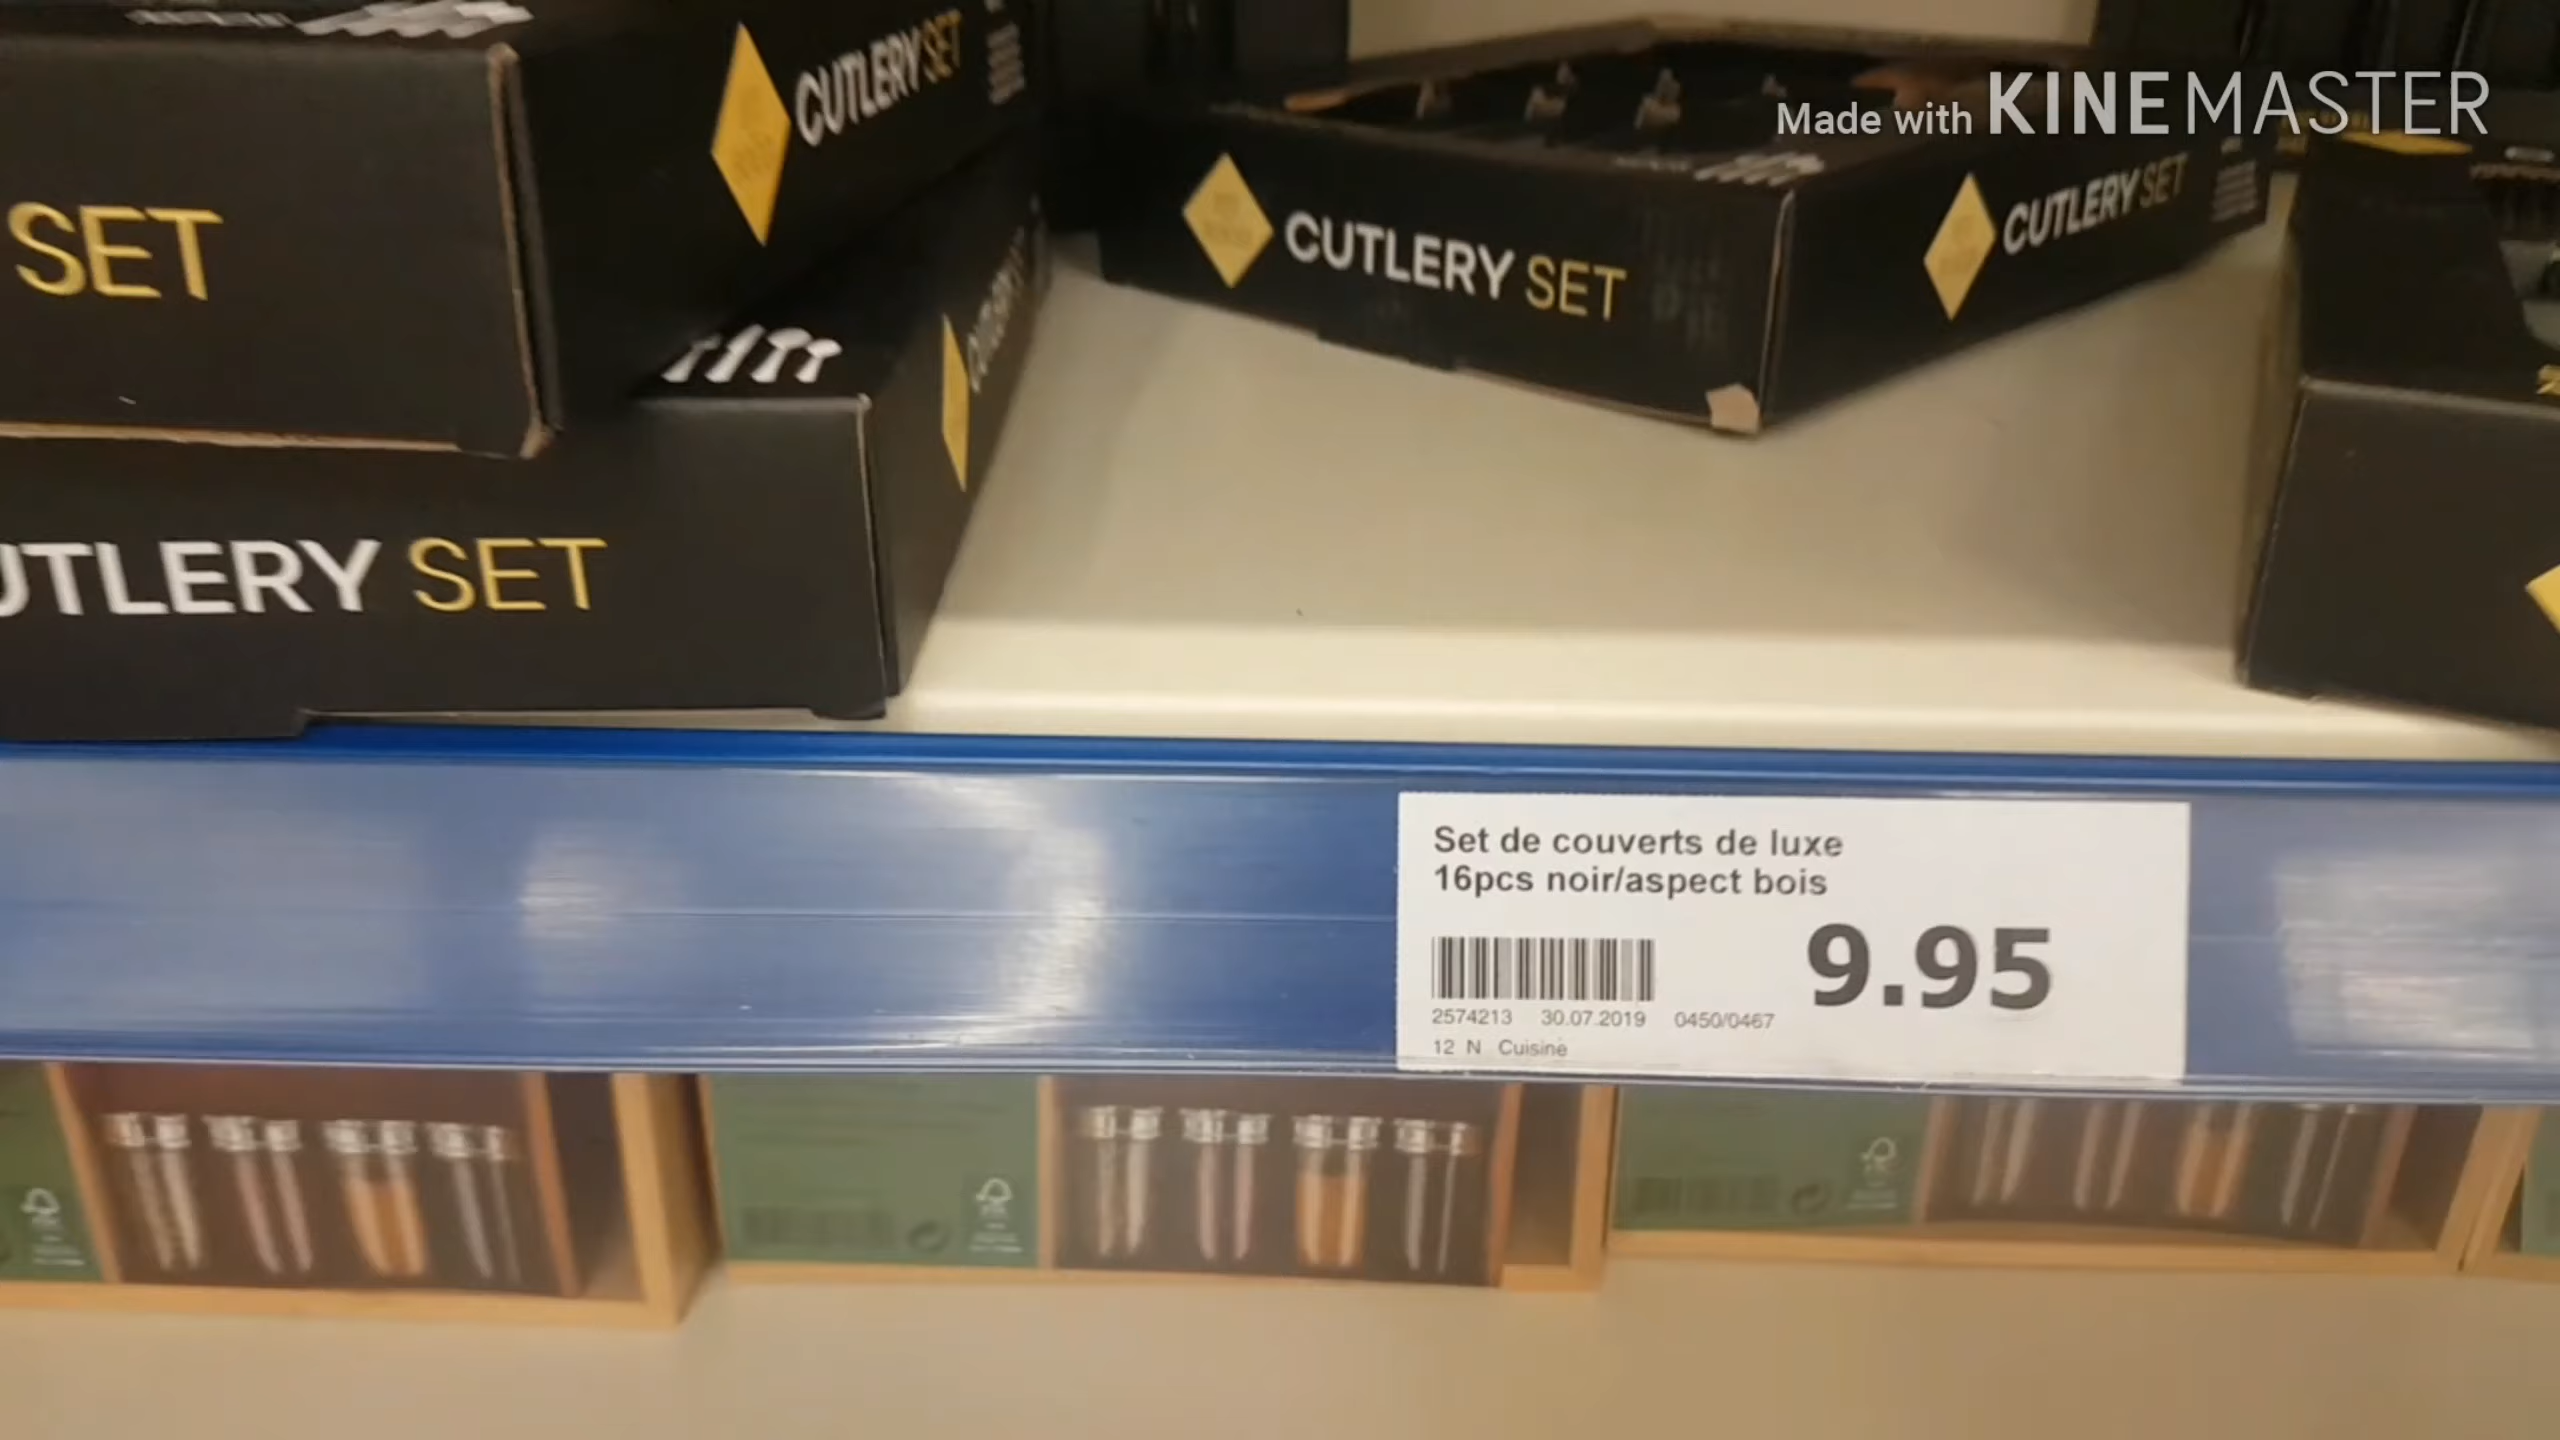 Made with KINEMASTER
CUTLERY SET
SET
CUTLERY SET
CUTLERY SET
UTLERY SET
Set de couverts de luxe
16pcs noir/aspect bois
9.95
2574213 30.07.2019 0450/0467
12 N Cuisine